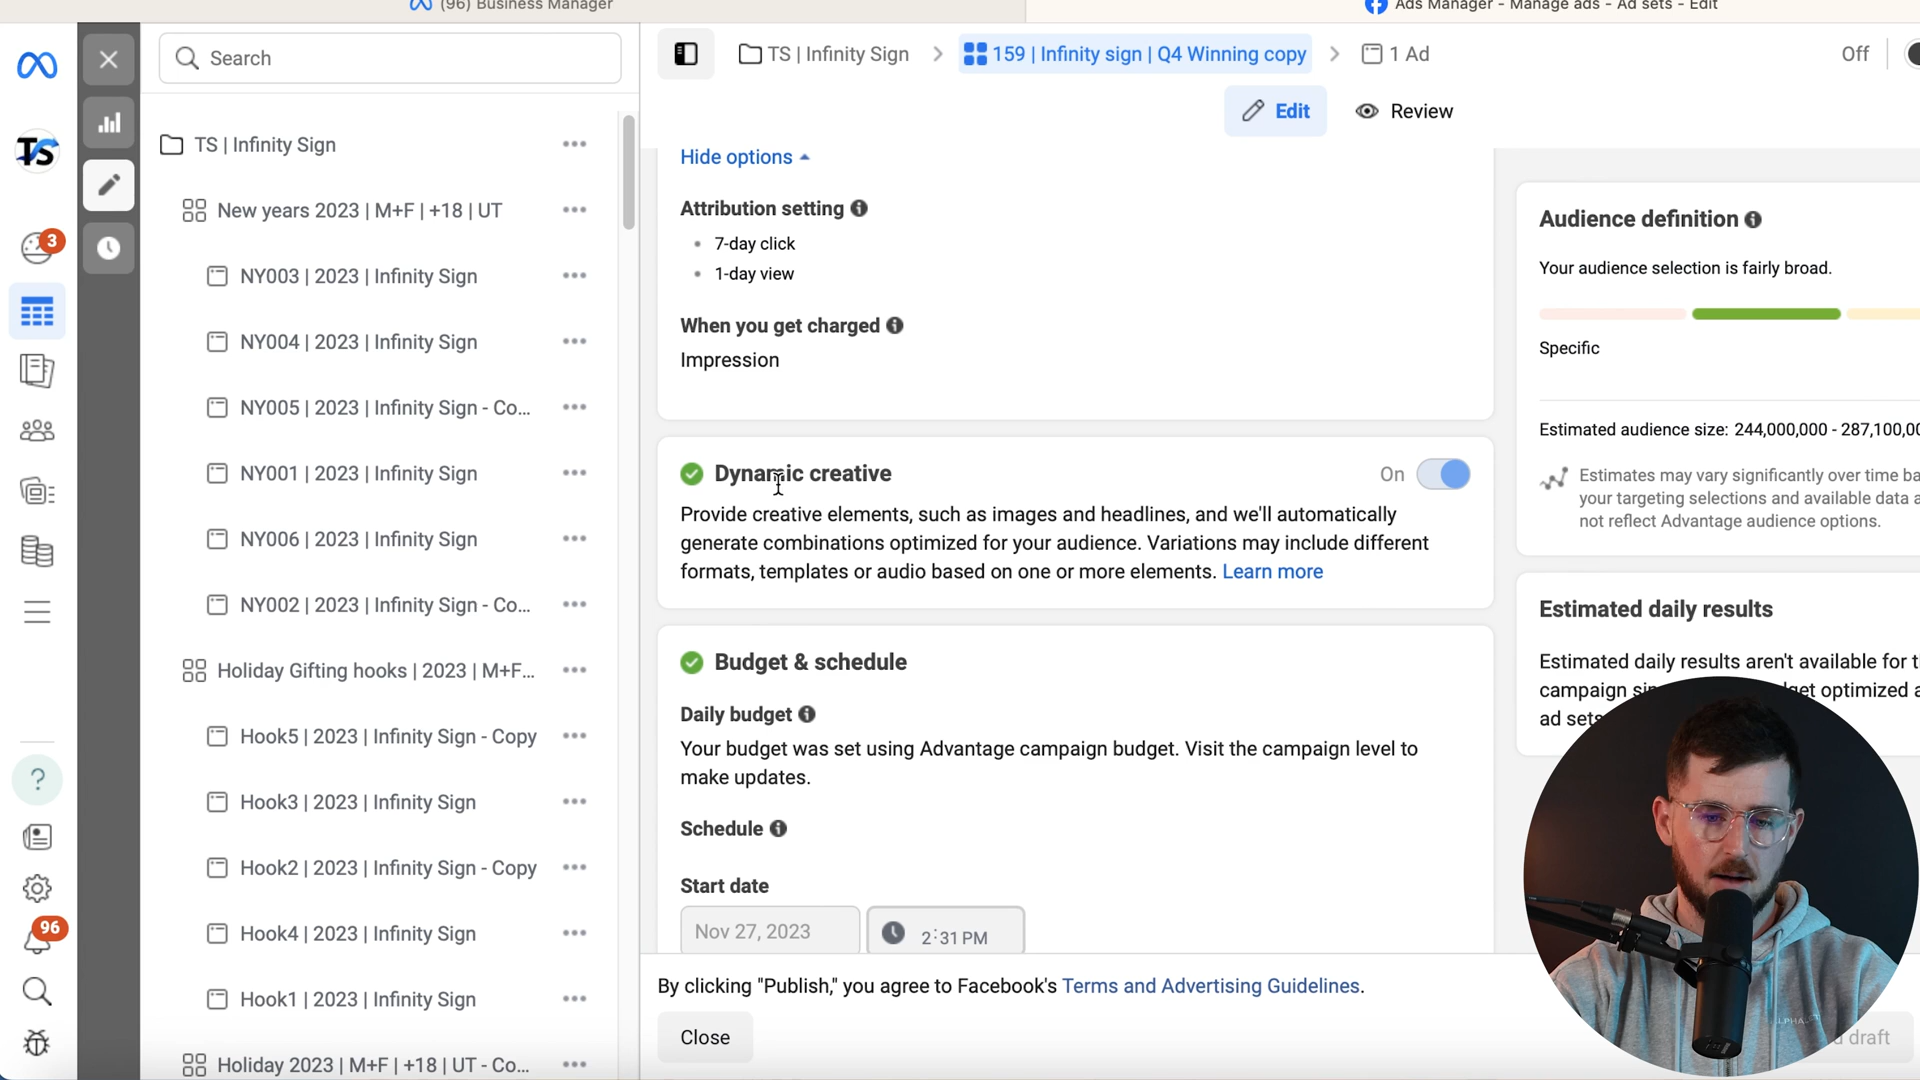 (96) Business Manager
Ads Manager - Manage ads - Ad sets - Edit
Search
TS | Infinity Sign
159 | Infinity sign | Q4 Winning copy
1 Ad
Off
Edit
Review
TS
3
TS | Infinity Sign
New years 2023 | M+F | +18 | UT
NY003 | 2023 | Infinity Sign
NY004 | 2023 | Infinity Sign
NY005 | 2023 | Infinity Sign - Co...
NY001 | 2023 | Infinity Sign
NY006 | 2023 | Infinity Sign
NY002 | 2023 | Infinity Sign - Co...
Holiday Gifting hooks | 2023 | M+F...
Hook5 | 2023 | Infinity Sign - Copy
Hook3 | 2023 | Infinity Sign
Hook2 | 2023 | Infinity Sign - Copy
Hook4 | 2023 | Infinity Sign
Hook1 | 2023 | Infinity Sign
Holiday 2023 | M+F | +18 | UT - Co...
96
Hide options
Attribution setting
• 7-day click
• 1-day view
When you get charged
Impression
Dynamic creative
On
Provide creative elements, such as images and headlines, and we'll automatically
generate combinations optimized for your audience. Variations may include different
formats, templates or audio based on one or more elements. Learn more
Budget & schedule
Daily budget
Your budget was set using Advantage campaign budget. Visit the campaign level to
make updates.
Schedule
Start date
Nov 27, 2023
2:31 PM
By clicking "Publish," you agree to Facebook's Terms and Advertising Guidelines.
Close
draft
Audience definition
Your audience selection is fairly broad.
Specific
Estimated audience size: 244,000,000 - 287,100,00
Estimates may vary significantly over time ba
your targeting selections and available data a
not reflect Advantage audience options.
Estimated daily results
Estimated daily results aren't available for t
campaign get optimized a
ad sets